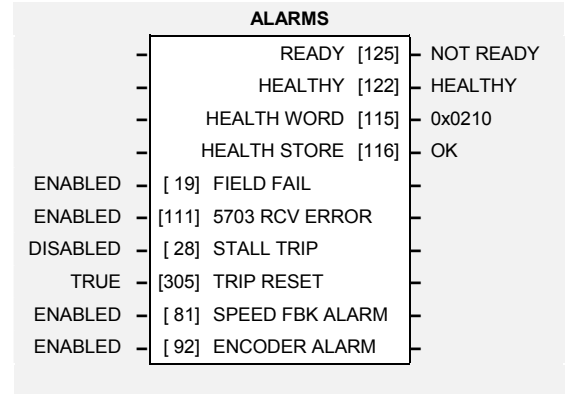 ALARMS
READY [125] NOT READY
HEALTHY [122] HEALTHY
HEALTH WORD [115] 0x0210
HEALTH STORE [116] OK
ENABLED [ 19] FIELD FAIL
ENABLED [111] 5703 RCV ERROR
DISABLED [ 28] STALL TRIP
TRUE [305] TRIP RESET
ENABLED [ 81] SPEED FBK ALARM
ENABLED [ 92] ENCODER ALARM